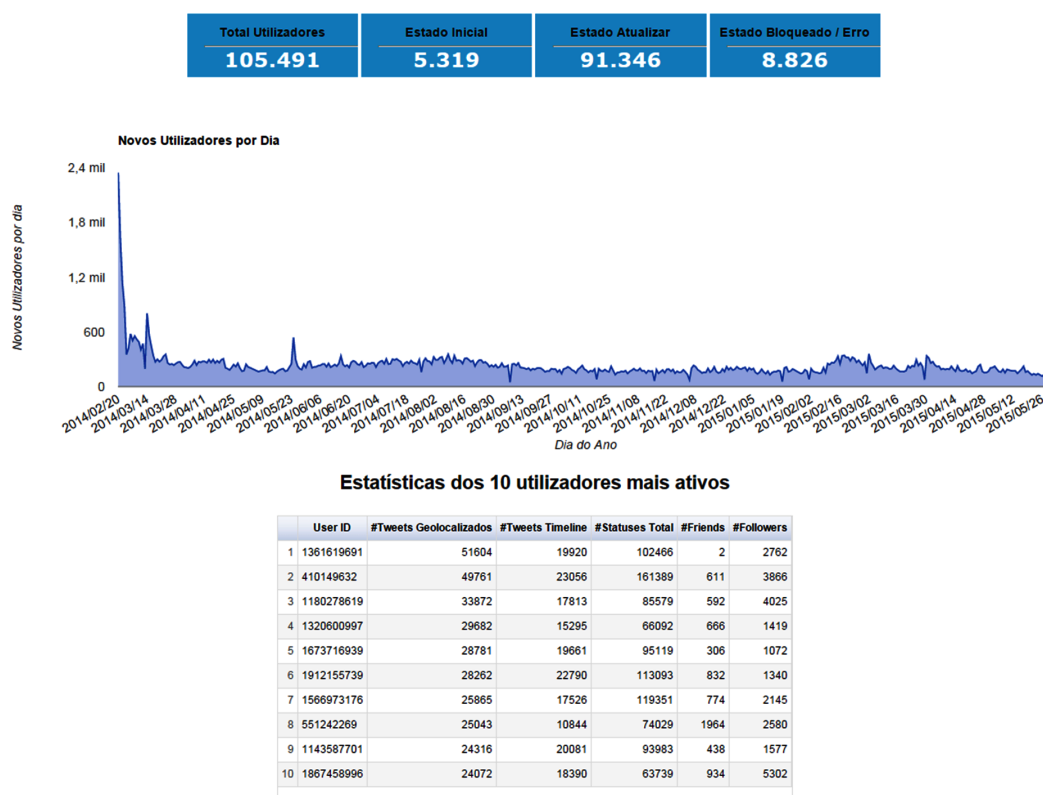 Total Utilizadores Estado Inicial Estado Atualizar Estado Bloqueado / Erro
105.491 5.319 91.346 8.826
Novos Utilizadores por Dia
2,4 mil
1,8 mil
1,2 mil
600
0
Novos Utilizadores por dia
2014/02/20 2014/03/14 2014/03/28 2014/04/11 2014/04/25 2014/05/09 2014/05/23 2014/06/06 2014/06/20 2014/07/04 2014/07/18 2014/08/02 2014/08/16 2014/08/30 2014/09/13 2014/09/27 2014/10/11 2014/10/25 2014/11/08 2014/11/22 2014/12/08 2014/12/22 2015/01/05 2015/01/19 2015/02/02 2015/02/16 2015/03/02 2015/03/16 2015/03/30 2015/04/14 2015/04/28 2015/05/12 2015/05/26
Dia do Ano
Estatísticas dos 10 utilizadores mais ativos
User ID #Tweets Geolocalizados #Tweets Timeline #Statuses Total #Friends #Followers
1 1361619691 51604 19920 102466 2 2762
2 410149632 49761 23056 161389 611 3866
3 1180278619 33872 17813 85579 592 4025
4 1320600997 29682 15295 66092 666 1419
5 1673716939 28781 19661 95119 306 1072
6 1912155739 28262 22790 113093 832 1340
7 1566973176 25865 17526 119351 774 2145
8 551242269 25043 10844 74029 1964 2580
9 1143587701 24316 20081 93983 438 1577
10 1867458996 24072 18390 63739 934 5302